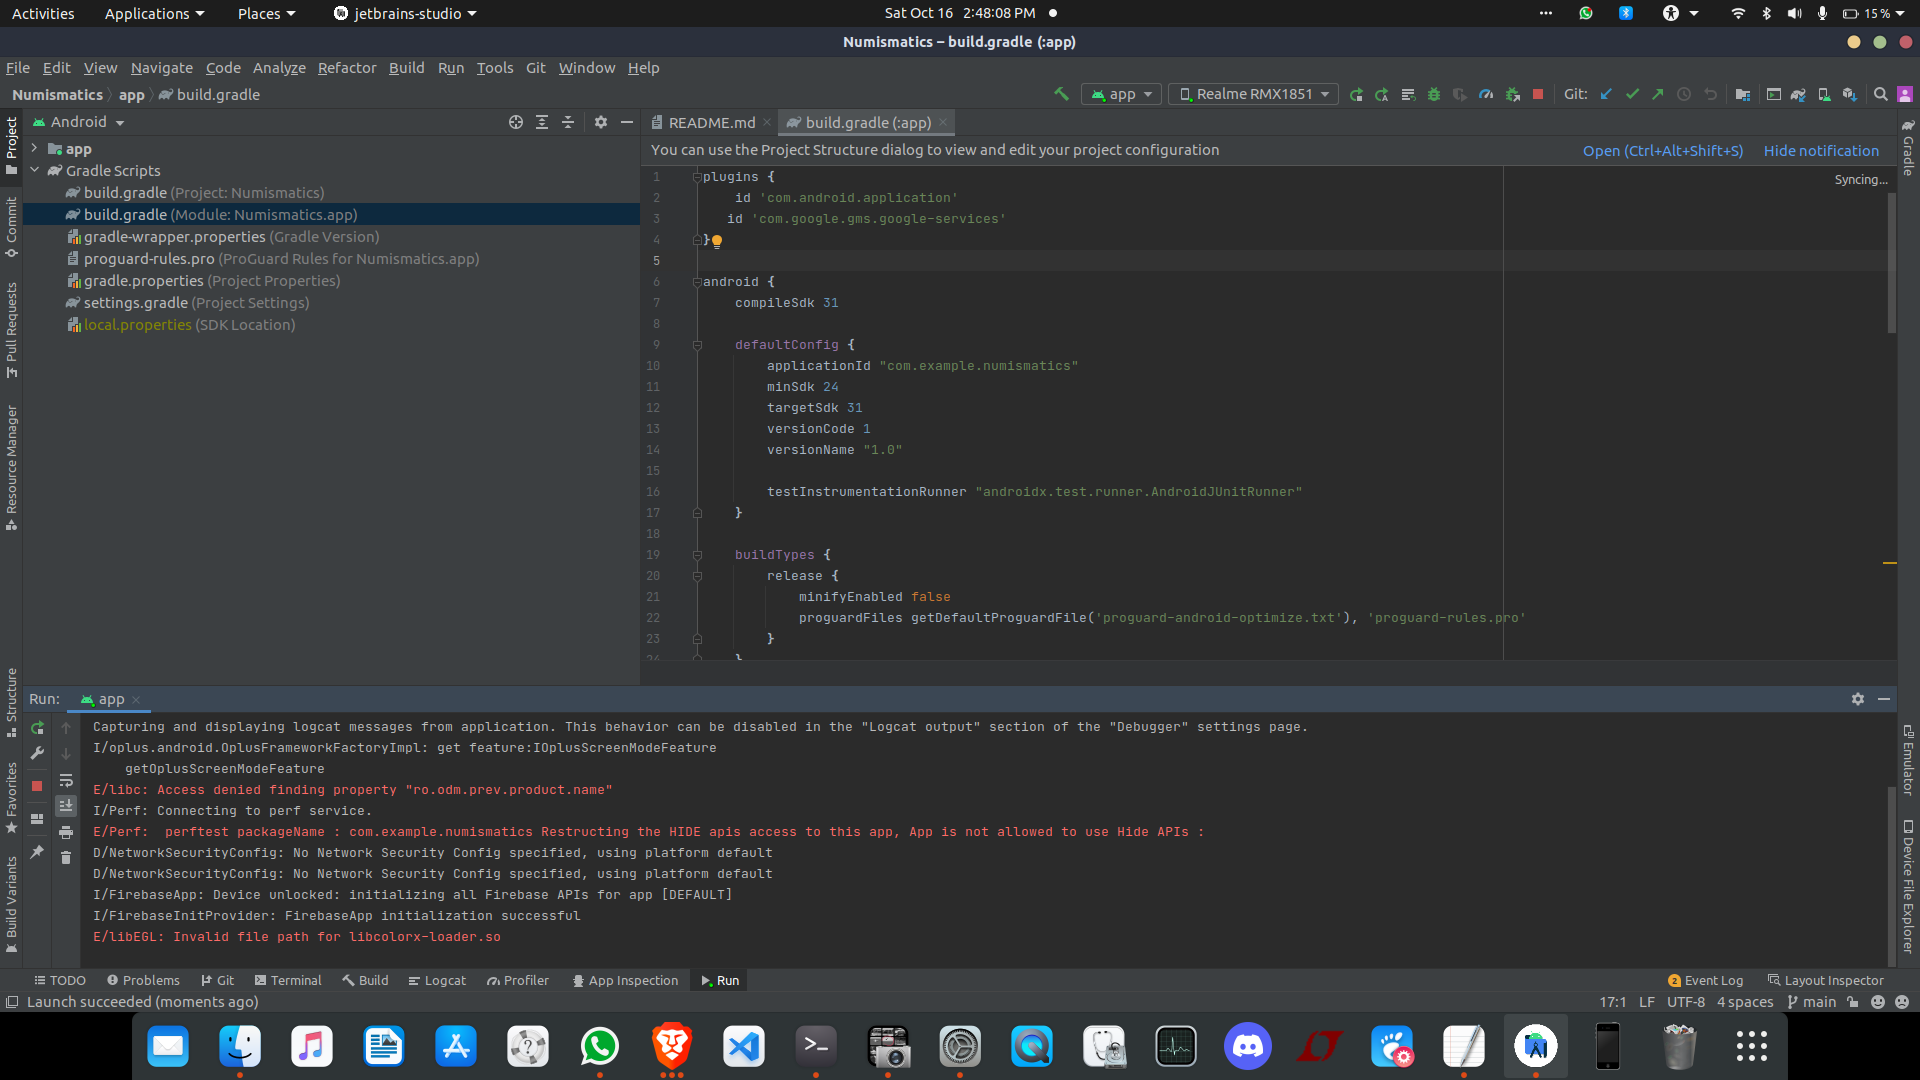 Activities Applications Places jetbrains-studio Sat Oct 16 2:48:08 PM 15 %
Numismatics – build.gradle (:app)
File Edit View Navigate Code Analyze Refactor Build Run Tools Git Window Help
Numismatics app build.gradle app Realme RMX1851 Git:
Project
Commit
Pull Requests
Resource Manager
Structure
Favorites
Build Variants
Android
app
Gradle Scripts
build.gradle (Project: Numismatics)
build.gradle (Module: Numismatics.app)
gradle-wrapper.properties (Gradle Version)
proguard-rules.pro (ProGuard Rules for Numismatics.app)
gradle.properties (Project Properties)
settings.gradle (Project Settings)
local.properties (SDK Location)
README.md build.gradle (:app)
You can use the Project Structure dialog to view and edit your project configuration Open (Ctrl+Alt+Shift+S) Hide notification
Syncing...
1 plugins {
2 id 'com.android.application'
3 id 'com.google.gms.google-services'
4 }
5
6 android {
7 compileSdk 31
8
9 defaultConfig {
10 applicationId "com.example.numismatics"
11 minSdk 24
12 targetSdk 31
13 versionCode 1
14 versionName "1.0"
15
16 testInstrumentationRunner "androidx.test.runner.AndroidJUnitRunner"
17 }
18
19 buildTypes {
20 release {
21 minifyEnabled false
22 proguardFiles getDefaultProguardFile('proguard-android-optimize.txt'), 'proguard-rules.pro'
23 }
24 }
Gradle
Emulator
Device File Explorer
Run: app
Capturing and displaying logcat messages from application. This behavior can be disabled in the "Logcat output" section of the "Debugger" settings page.
I/oplus.android.OplusFrameworkFactoryImpl: get feature:IOplusScreenModeFeature
getOplusScreenModeFeature
E/libc: Access denied finding property "ro.odm.prev.product.name"
I/Perf: Connecting to perf service.
E/Perf: perftest packageName : com.example.numismatics Restructing the HIDE apis access to this app, App is not allowed to use Hide APIs :
D/NetworkSecurityConfig: No Network Security Config specified, using platform default
D/NetworkSecurityConfig: No Network Security Config specified, using platform default
I/FirebaseApp: Device unlocked: initializing all Firebase APIs for app [DEFAULT]
I/FirebaseInitProvider: FirebaseApp initialization successful
E/libEGL: Invalid file path for libcolorx-loader.so
TODO Problems Git Terminal Build Logcat Profiler App Inspection Run 2 Event Log Layout Inspector
Launch succeeded (moments ago) 17:1 LF UTF-8 4 spaces main